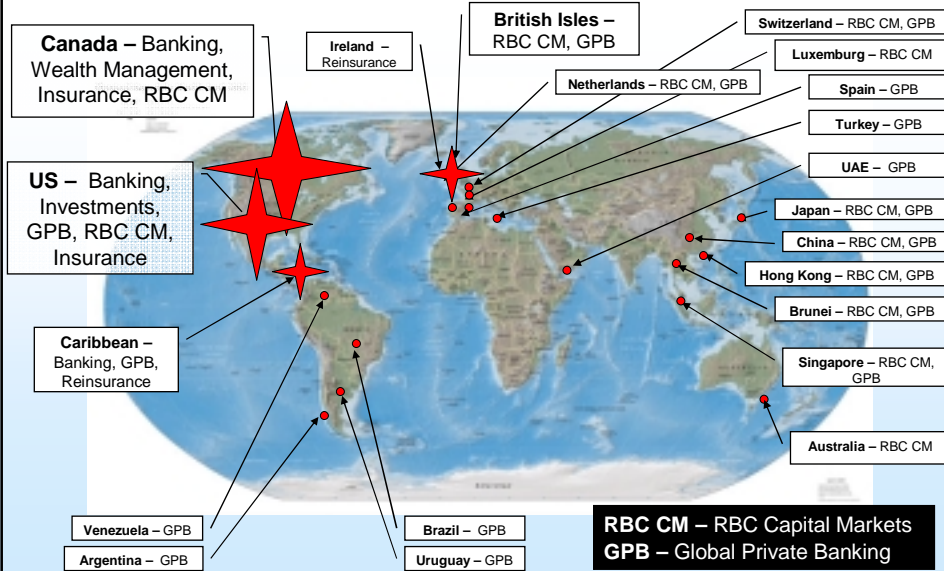 Canada – Banking,
Wealth Management,
Insurance, RBC CM
Ireland –
Reinsurance
British Isles –
RBC CM, GPB
Switzerland – RBC CM, GPB
Luxemburg – RBC CM
Netherlands – RBC CM, GPB
Spain – GPB
Turkey – GPB
UAE – GPB
US – Banking,
Investments,
GPB, RBC CM,
Insurance
Japan – RBC CM, GPB
China – RBC CM, GPB
Hong Kong – RBC CM, GPB
Brunei – RBC CM, GPB
Caribbean –
Banking, GPB,
Reinsurance
Singapore – RBC CM,
GPB
Australia – RBC CM
Venezuela – GPB
Brazil – GPB
Argentina – GPB
Uruguay – GPB
RBC CM – RBC Capital Markets
GPB – Global Private Banking